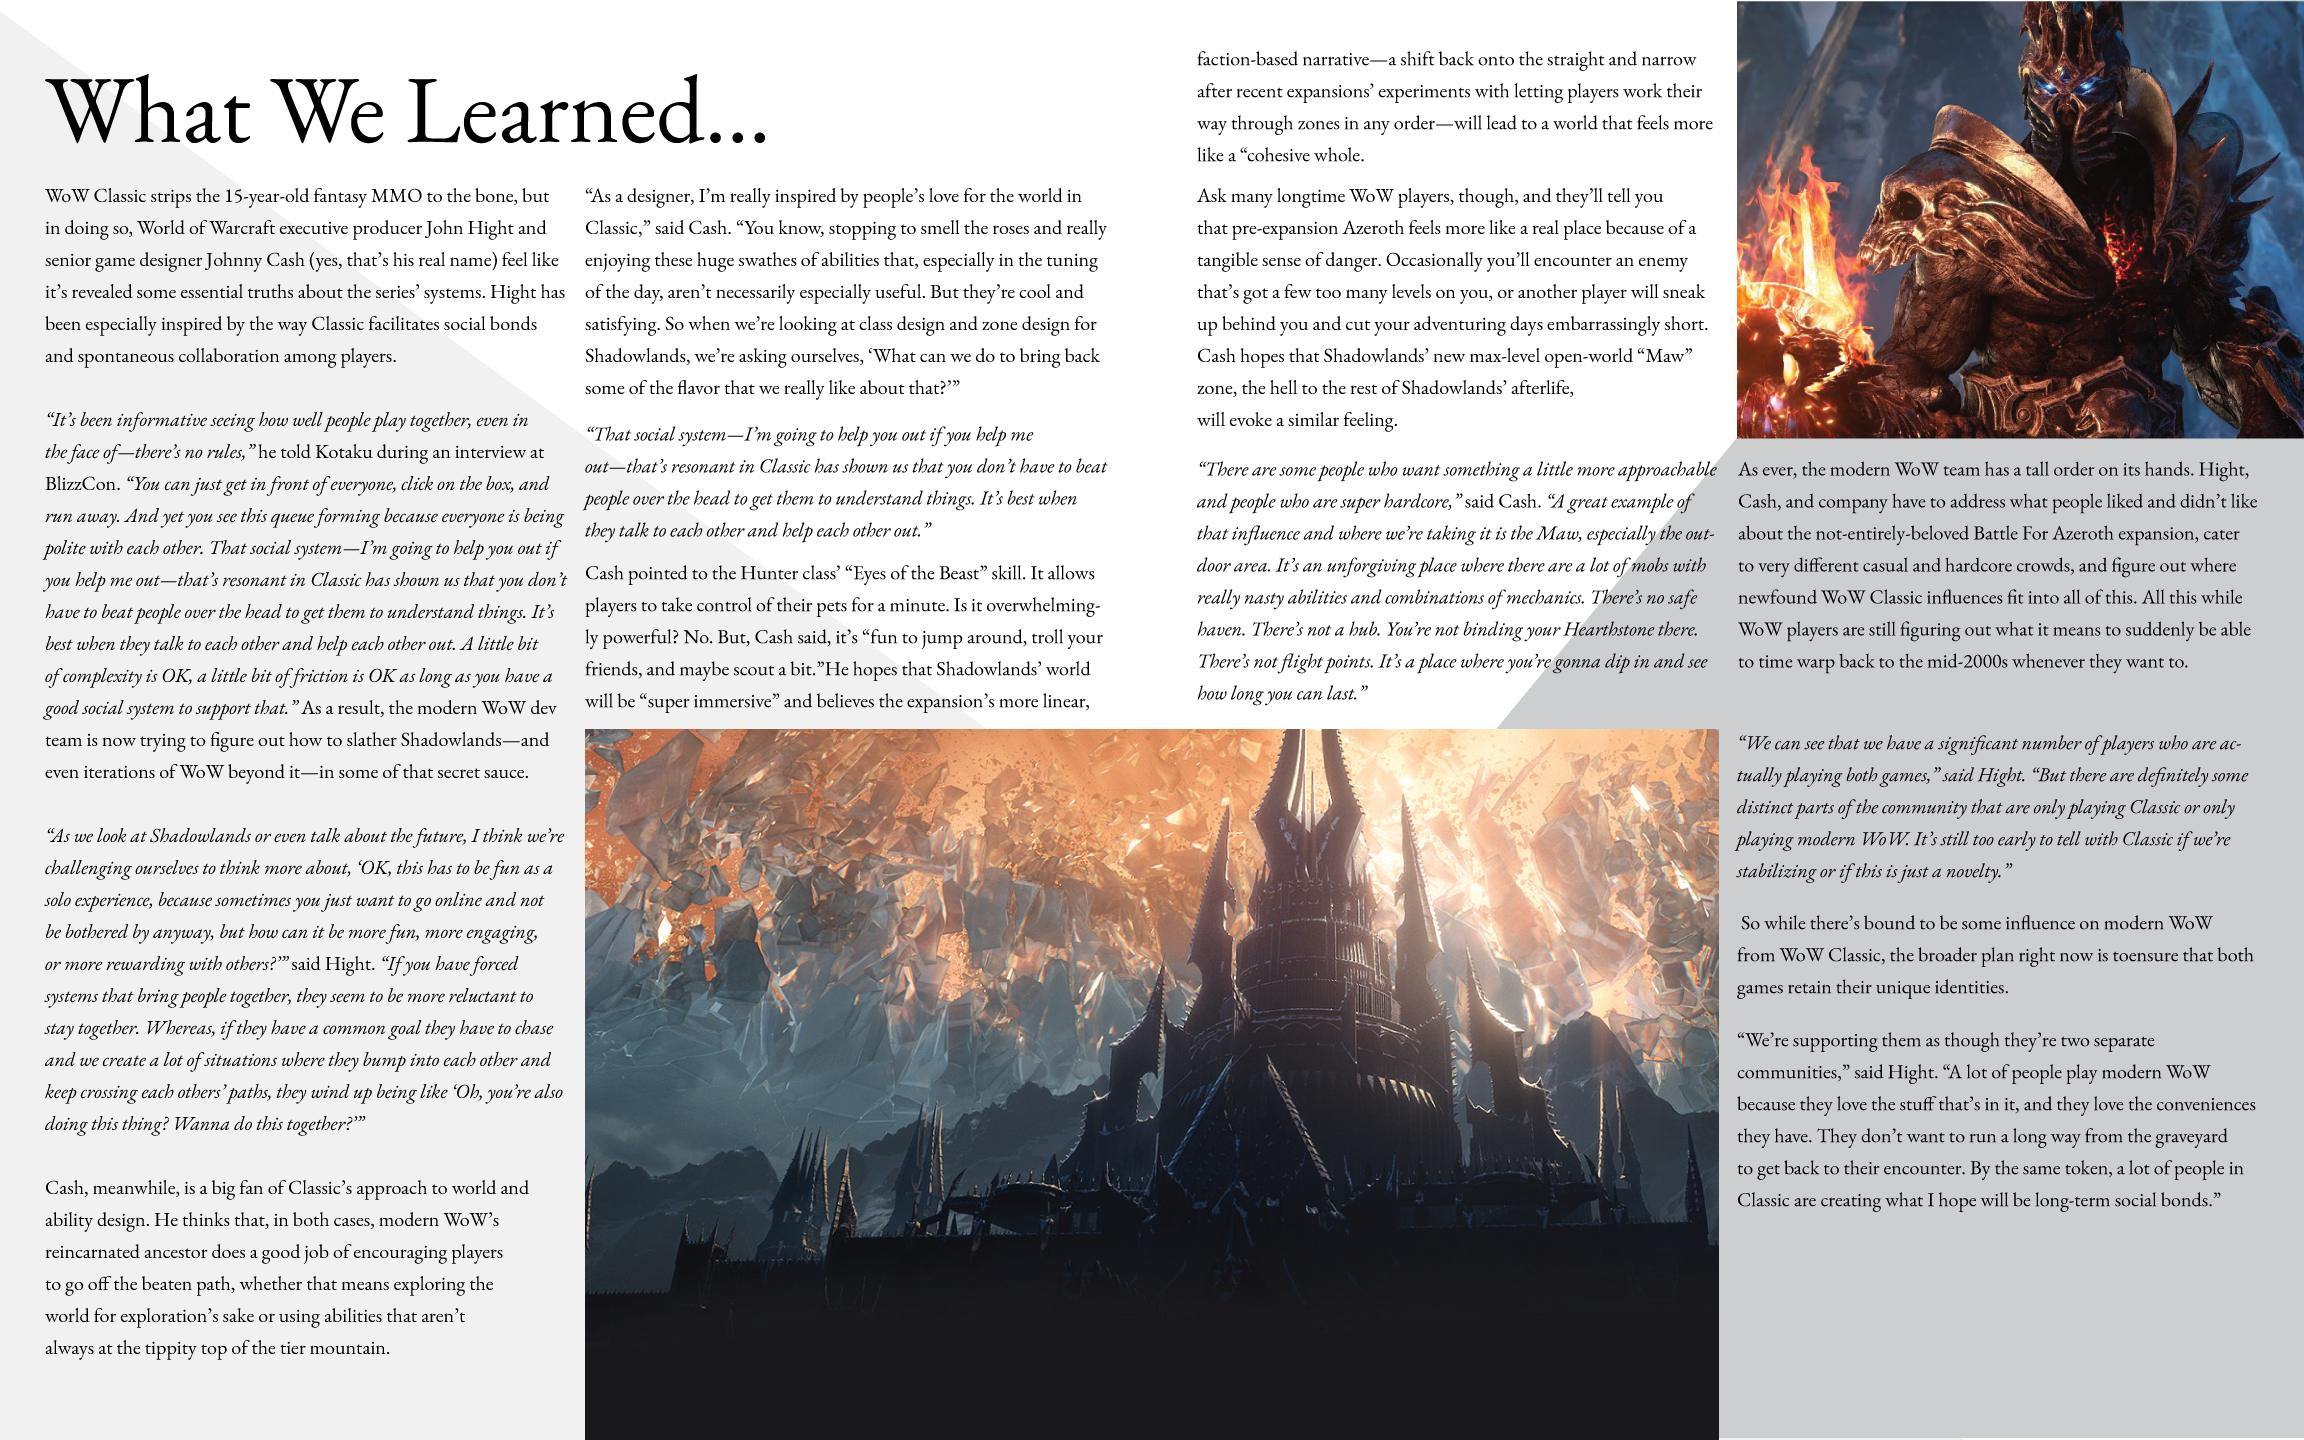 What We Learned...
WoW Classic strips the 15-year-old fantasy MMO to the bone, but
in doing so, World of Warcraft executive producer John Hight and
senior game designer Johnny Cash (yes, that’s his real name) feel like
it’s revealed some essential truths about the series’ systems. Hight has
been especially inspired by the way Classic facilitates social bonds
and spontaneous collaboration among players.
“It’s been informative seeing how well people play together, even in
the face of—there’s no rules,” he told Kotaku during an interview at
BlizzCon. “You can just get in front of everyone, click on the box, and
run away. And yet you see this queue forming because everyone is being
polite with each other. That social system—I’m going to help you out if
you help me out—that’s resonant in Classic has shown us that you don’t
have to beat people over the head to get them to understand things. It’s
best when they talk to each other and help each other out. A little bit
of complexity is OK, a little bit of friction is OK as long as you have a
good social system to support that.” As a result, the modern WoW dev
team is now trying to figure out how to slather Shadowlands—and
even iterations of WoW beyond it—in some of that secret sauce.
“As we look at Shadowlands or even talk about the future, I think we’re
challenging ourselves to think more about, ‘OK, this has to be fun as a
solo experience, because sometimes you just want to go online and not
be bothered by anyway, but how can it be more fun, more engaging,
or more rewarding with others?’” said Hight. “If you have forced
systems that bring people together, they seem to be more reluctant to
stay together. Whereas, if they have a common goal they have to chase
and we create a lot of situations where they bump into each other and
keep crossing each others’ paths, they wind up being like ‘Oh, you’re also
doing this thing? Wanna do this together?’”
Cash, meanwhile, is a big fan of Classic’s approach to world and
ability design. He thinks that, in both cases, modern WoW’s
reincarnated ancestor does a good job of encouraging players
to go off the beaten path, whether that means exploring the
world for exploration’s sake or using abilities that aren’t
always at the tippity top of the tier mountain.
“As a designer, I’m really inspired by people’s love for the world in
Classic,” said Cash. “You know, stopping to smell the roses and really
enjoying these huge swathes of abilities that, especially in the tuning
of the day, aren’t necessarily especially useful. But they’re cool and
satisfying. So when we’re looking at class design and zone design for
Shadowlands, we’re asking ourselves, ‘What can we do to bring back
some of the flavor that we really like about that?’”
“That social system—I’m going to help you out if you help me
out—that’s resonant in Classic has shown us that you don’t have to beat
people over the head to get them to understand things. It’s best when
they talk to each other and help each other out.”
Cash pointed to the Hunter class’ “Eyes of the Beast” skill. It allows
players to take control of their pets for a minute. Is it overwhelming-
ly powerful? No. But, Cash said, it’s “fun to jump around, troll your
friends, and maybe scout a bit.”He hopes that Shadowlands’ world
will be “super immersive” and believes the expansion’s more linear,
faction-based narrative—a shift back onto the straight and narrow
after recent expansions’ experiments with letting players work their
way through zones in any order—will lead to a world that feels more
like a “cohesive whole.
Ask many longtime WoW players, though, and they’ll tell you
that pre-expansion Azeroth feels more like a real place because of a
tangible sense of danger. Occasionally you’ll encounter an enemy
that’s got a few too many levels on you, or another player will sneak
up behind you and cut your adventuring days embarrassingly short.
Cash hopes that Shadowlands’ new max-level open-world “Maw”
zone, the hell to the rest of Shadowlands’ afterlife,
will evoke a similar feeling.
“There are some people who want something a little more approachable
and people who are super hardcore,” said Cash. “A great example of
that influence and where we’re taking it is the Maw, especially the out-
door area. It’s an unforgiving place where there are a lot of mobs with
really nasty abilities and combinations of mechanics. There’s no safe
haven. There’s not a hub. You’re not binding your Hearthstone there.
There’s not flight points. It’s a place where you’re gonna dip in and see
how long you can last.”
As ever, the modern WoW team has a tall order on its hands. Hight,
Cash, and company have to address what people liked and didn’t like
about the not-entirely-beloved Battle For Azeroth expansion, cater
to very different casual and hardcore crowds, and figure out where
newfound WoW Classic influences fit into all of this. All this while
WoW players are still figuring out what it means to suddenly be able
to time warp back to the mid-2000s whenever they want to.
“We can see that we have a significant number of players who are ac-
tually playing both games,” said Hight. “But there are definitely some
distinct parts of the community that are only playing Classic or only
playing modern WoW. It’s still too early to tell with Classic if we’re
stabilizing or if this is just a novelty.”
So while there’s bound to be some influence on modern WoW
from WoW Classic, the broader plan right now is toensure that both
games retain their unique identities.
“We’re supporting them as though they’re two separate
communities,” said Hight. “A lot of people play modern WoW
because they love the stuff that’s in it, and they love the conveniences
they have. They don’t want to run a long way from the graveyard
to get back to their encounter. By the same token, a lot of people in
Classic are creating what I hope will be long-term social bonds.”